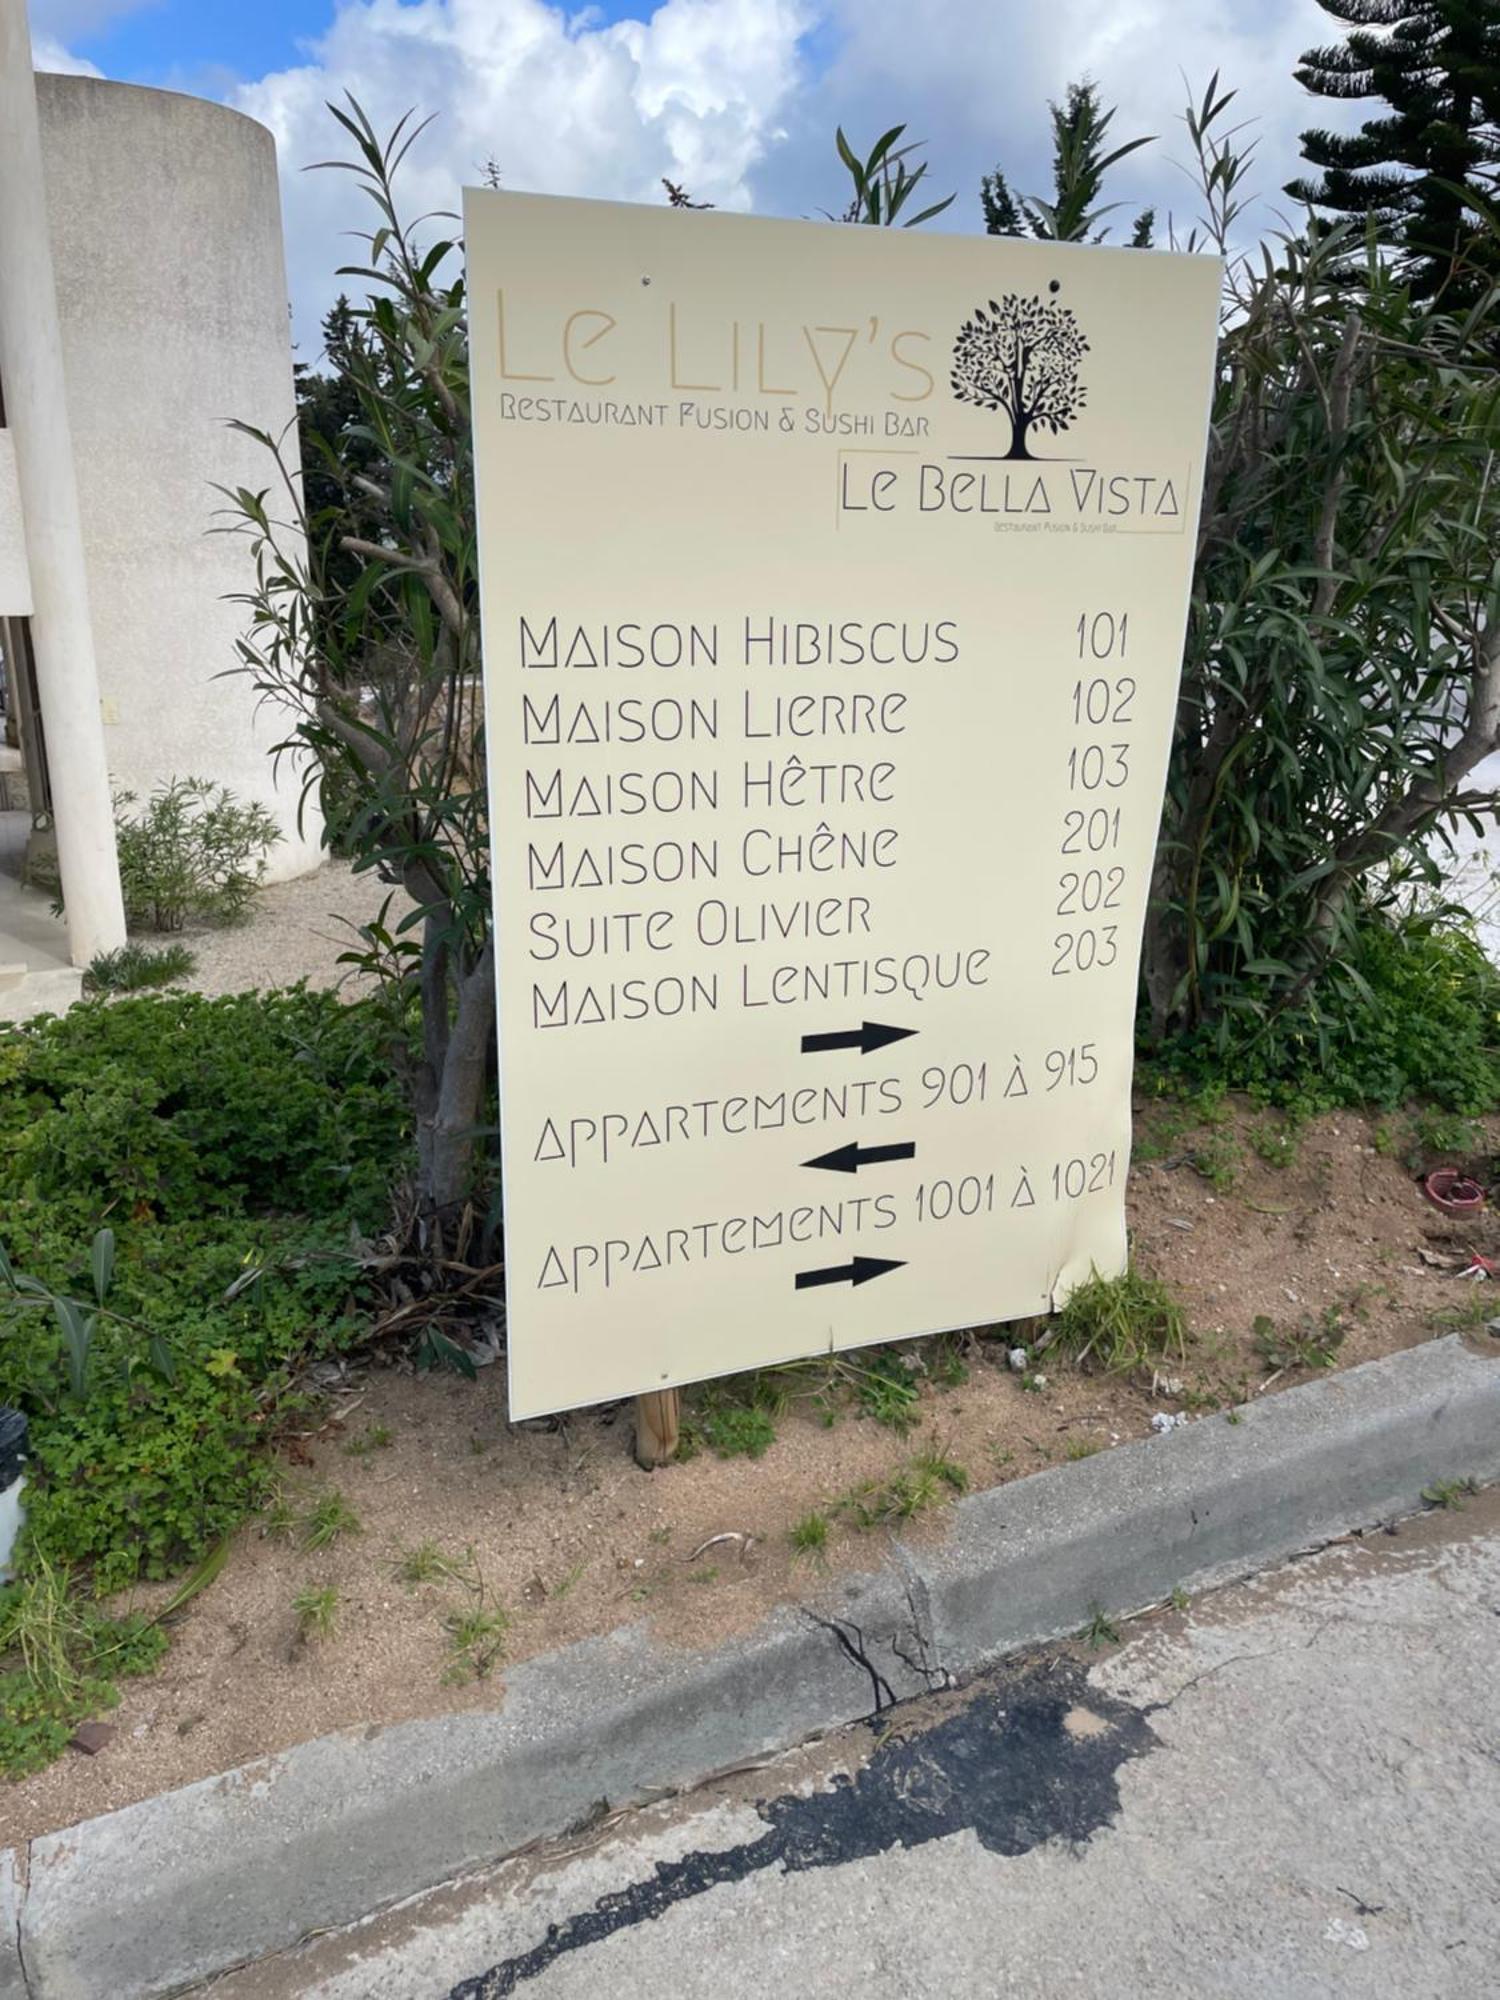 Le Lily's
Restaurant Fusion & Sushi Bar
Le Bella Vista
Restaurant Fusion & Sushi Bar
Maison Hibiscus 101
Maison Lierre 102
Maison Hêtre 103
Maison Chêne 201
Suite Olivier 202
Maison Lentisque 203
Appartements 901 à 915
Appartements 1001 à 1021